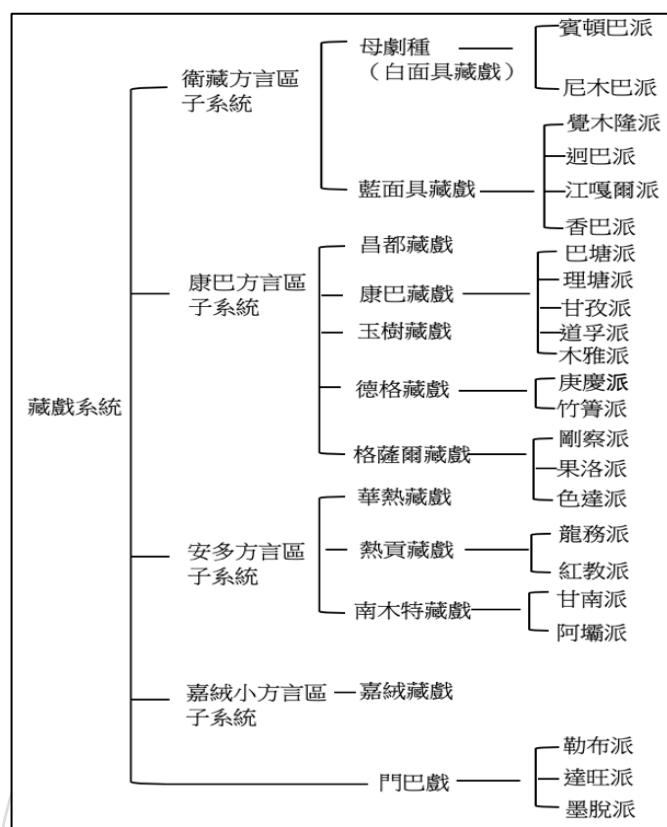 藏戲系統
衛藏方言區
子系統
母劇種
（白面具藏戲）
賓頓巴派
尼木巴派
藍面具藏戲
覺木隆派
迥巴派
江嘎爾派
香巴派
康巴方言區
子系統
昌都藏戲
康巴藏戲
巴塘派
理塘派
甘孜派
道孚派
木雅派
玉樹藏戲
德格藏戲
庚慶派
竹箐派
格薩爾藏戲
剛察派
果洛派
色達派
安多方言區
子系統
華熱藏戲
熱貢藏戲
龍務派
紅教派
南木特藏戲
甘南派
阿壩派
嘉絨小方言區
子系統
嘉絨藏戲
門巴戲
勒布派
達旺派
墨脫派